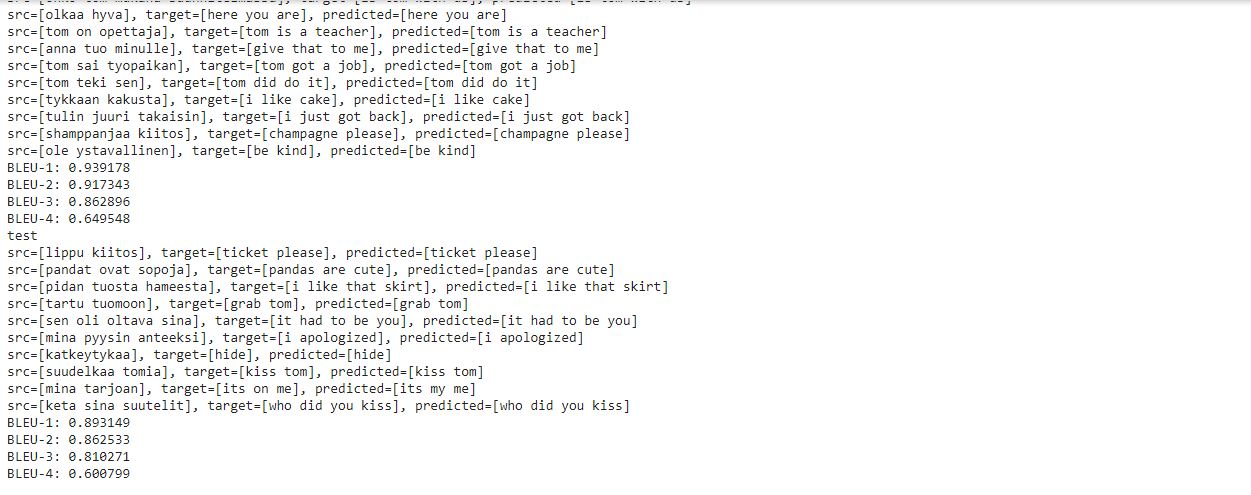 src=[olkaa hyva], target=[here you are], predicted=[here you are]
src=[tom on opettaja], target=[tom is a teacher], predicted=[tom is a teacher]
src=[anna tuo minulle], target=[give that to me], predicted=[give that to me]
src=[tom sai tyopaikan], target=[tom got a job], predicted=[tom got a job]
src=[tom teki sen], target=[tom did do it], predicted=[tom did do it]
src=[tykkaan kakusta], target=[i like cake], predicted=[i like cake]
src=[tulin juuri takaisin], target=[i just got back], predicted=[i just got back]
src=[shamppanjaa kiitos], target=[champagne please], predicted=[champagne please]
src=[ole ystavallinen], target=[be kind], predicted=[be kind]
BLEU-1: 0.939178
BLEU-2: 0.917343
BLEU-3: 0.862896
BLEU-4: 0.649548
test
src=[lippu kiitos], target=[ticket please], predicted=[ticket please]
src=[pandat ovat sopoja], target=[pandas are cute], predicted=[pandas are cute]
src=[pidan tuosta hameesta], target=[i like that skirt], predicted=[i like that skirt]
src=[tartu tuomoon], target=[grab tom], predicted=[grab tom]
src=[sen oli oltava sina], target=[it had to be you], predicted=[it had to be you]
src=[mina pyysin anteeksi], target=[i apologized], predicted=[i apologized]
src=[katkeytykaa], target=[hide], predicted=[hide]
src=[suudelkaa tomia], target=[kiss tom], predicted=[kiss tom]
src=[mina tarjoan], target=[its on me], predicted=[its my me]
src=[keta sina suutelit], target=[who did you kiss], predicted=[who did you kiss]
BLEU-1: 0.893149
BLEU-2: 0.862533
BLEU-3: 0.810271
BLEU-4: 0.600799